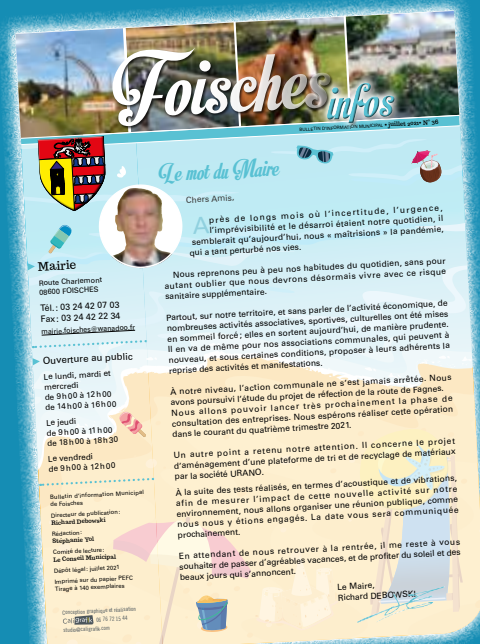 Foisches infos
BULLETIN D'INFORMATION MUNICIPAL • juillet 2021 • N° 38
Le mot du Maire
Chers Amis,
Après de longs mois où l'incertitude, l'urgence,
l'imprévisibilité et le désarroi étaient notre quotidien, il
semblerait qu'aujourd'hui, nous « maîtrisions » la pandémie,
qui a tant perturbé nos vies.
Nous reprenons peu à peu nos habitudes du quotidien, sans pour
autant oublier que nous devrons désormais vivre avec ce risque
sanitaire supplémentaire.
Partout, sur notre territoire, et sans parler de l'activité économique, de
nombreuses activités associatives, sportives, culturelles ont été mises
en sommeil forcé ; elles en sortent aujourd'hui, de manière prudente.
Il en va de même pour nos associations communales, qui peuvent à
nouveau, et sous certaines conditions, proposer à leurs adhérents la
reprise des activités et manifestations.
À notre niveau, l'action communale ne s'est jamais arrêtée. Nous
avons poursuivi l'étude du projet de réfection de la route de Fagnes.
Nous allons pouvoir lancer très prochainement la phase de
consultation des entreprises. Nous espérons réaliser cette opération
dans le courant du quatrième trimestre 2021.
Un autre point a retenu notre attention. Il concerne le projet
d'aménagement d'une plateforme de tri et de recyclage de matériaux
par la société URANO.
À la suite des tests réalisés, en termes d'acoustique et de vibrations,
afin de mesurer l'impact de cette nouvelle activité sur notre
environnement, nous allons organiser une réunion publique, comme
nous nous y étions engagés. La date vous sera communiquée
prochainement.
En attendant de nous retrouver à la rentrée, il me reste à vous
souhaiter de passer d'agréables vacances, et de profiter du soleil et des
beaux jours qui s'annoncent.
Le Maire,
Richard DEBOWSKI
Mairie
Route Charlemont
08600 FOISCHES
Tél. : 03 24 42 07 03
Fax : 03 24 42 22 34
mairie.foisches@wanadoo.fr
Ouverture au public
Le lundi, mardi et
mercredi
de 9h00 à 12h00
de 14h00 à 16h00
Le jeudi
de 9h00 à 11h00
de 18h00 à 18h30
Le vendredi
de 9h00 à 12h00
Bulletin d'information Municipal
de Foisches
Directeur de publication :
Richard Debowski
Rédaction :
Stéphanie Yol
Comité de lecture :
Le Conseil Municipal
Dépôt légal : juillet 2021
Imprimé sur du papier PEFC
Tirage à 140 exemplaires
Conception graphique et réalisation
Caligrafik 06 76 72 15 44
studio@caligrafik.com